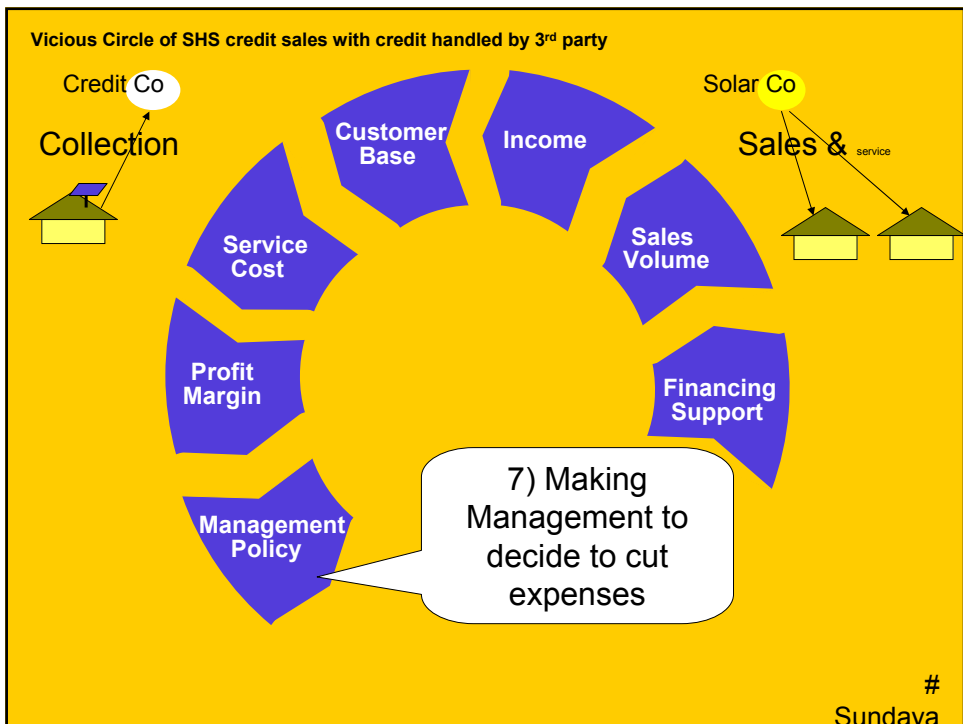 Vicious Circle of SHS credit sales with credit handled by 3rd party
Credit Co
Solar Co
Collection
Sales & service
Customer
Base
Income
Service
Cost
Sales
Volume
Profit
Margin
Financing
Support
Management
Policy
7) Making
Management to
decide to cut
expenses
#
Sundaya